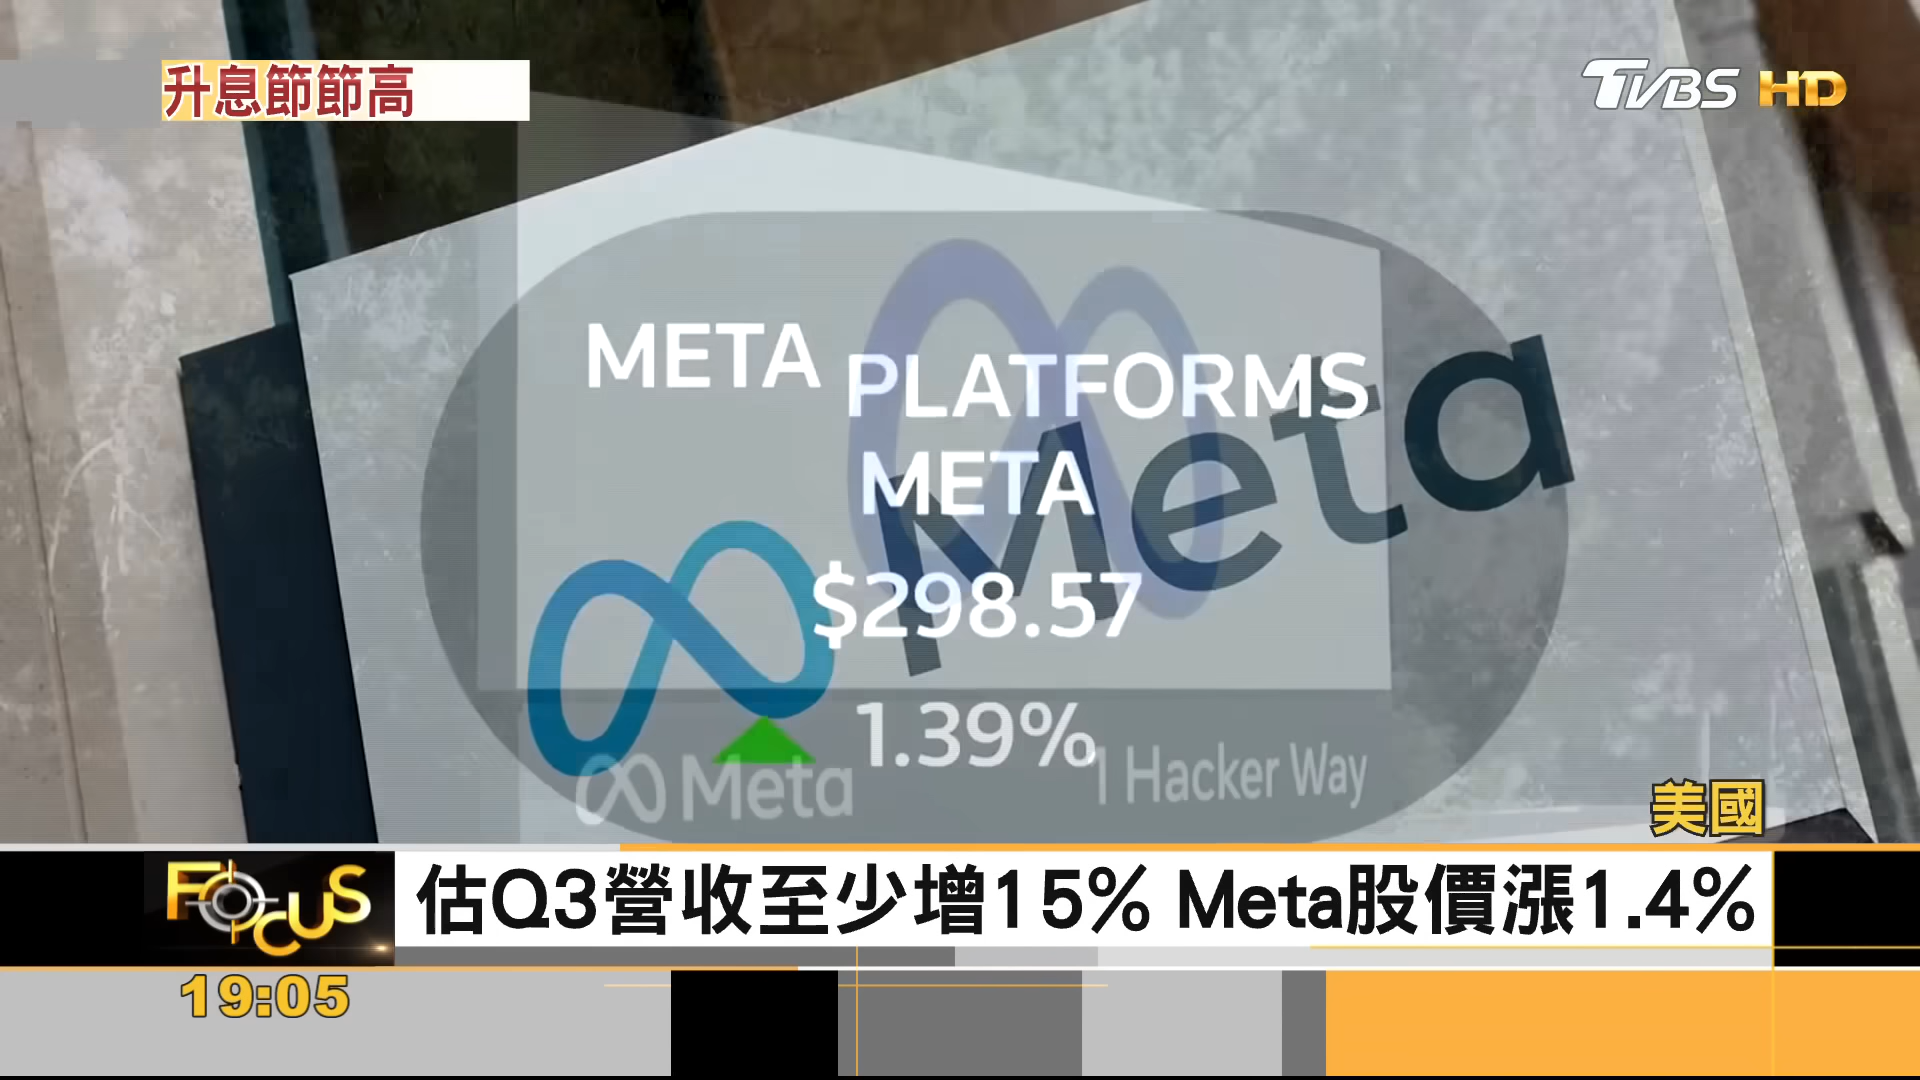 升息節節高
TVBS HD
META PLATFORMS
META
Meta
$298.57
1.39%
Meta
1 Hacker Way
美國
FOCUS
估Q3營收至少增15% Meta股價漲1.4%
19:05